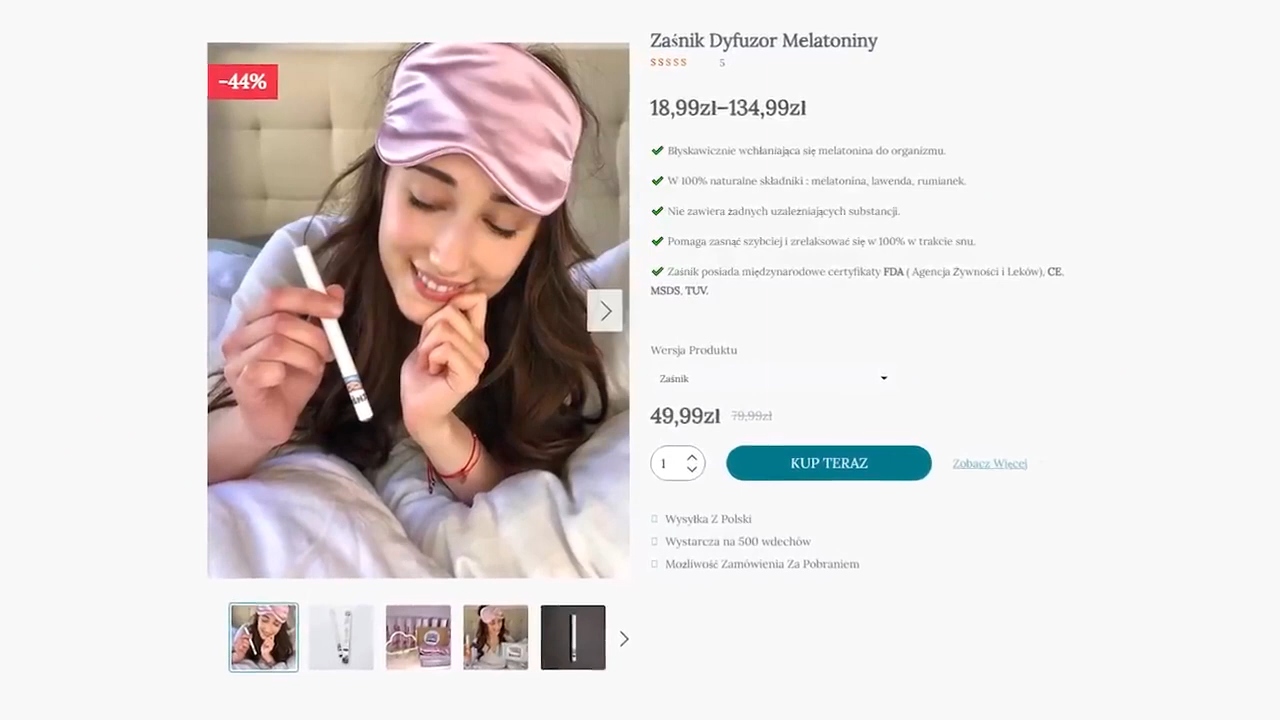 Zaśnik Dyfuzor Melatoniny
SSSSS 5
-44%
18,99zł–134,99zł
Błyskawicznie wchłaniająca się melatonina do organizmu.
W 100% naturalne składniki : melatonina, lawenda, rumianek.
Nie zawiera żadnych uzależniających substancji.
Pomaga zasnąć szybciej i zrelaksować się w 100% w trakcie snu.
Zaśnik posiada międzynarodowe certyfikaty FDA ( Agencja Żywności i Leków), CE,
MSDS, TUV.
Wersja Produktu
Zaśnik
49,99zł 79,99zł
1 KUP TERAZ Zobacz Więcej
Wysyłka Z Polski
Wystarcza na 500 wdechów
Możliwość Zamówienia Za Pobraniem